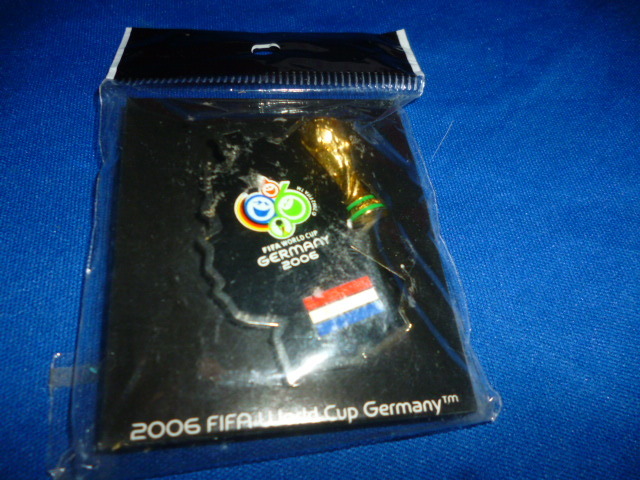 FIFA WORLD CUP
GERMANY
2006
2006 FIFA World Cup Germany™